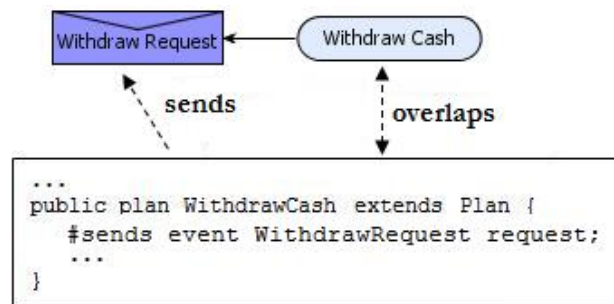 Withdraw Request
Withdraw Cash
sends
overlaps
...
public plan WithdrawCash extends Plan {
#sends event WithdrawRequest request;
...
}